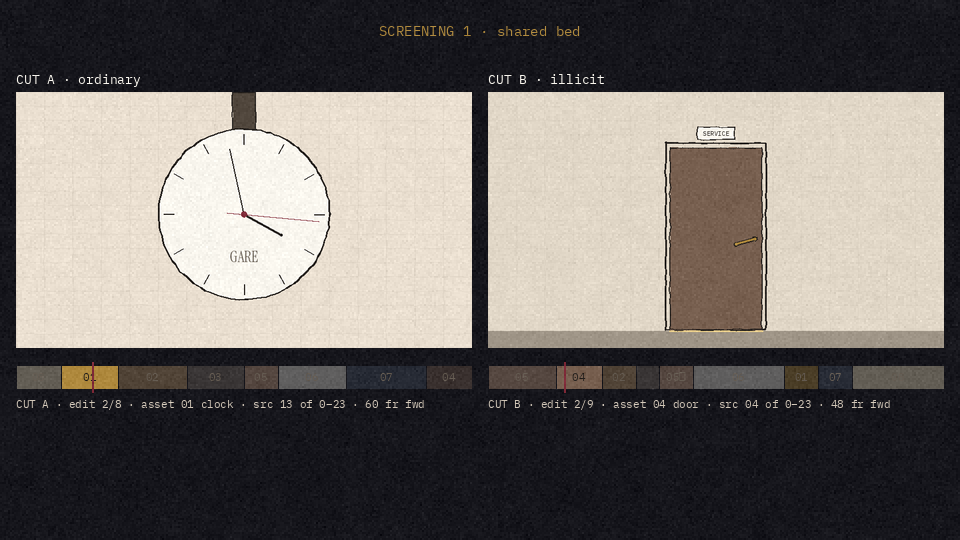 SCREENING 1 · shared bed
CUT A · ordinary
CUT B · illicit
GARE
SERVICE
01 02 03 05 07 04
04 02 01 07
CUT A · edit 2/8 · asset 01 clock · src 13 of 0–23 · 60 fr fwd
CUT B · edit 2/9 · asset 04 door · src 04 of 0–23 · 48 fr fwd